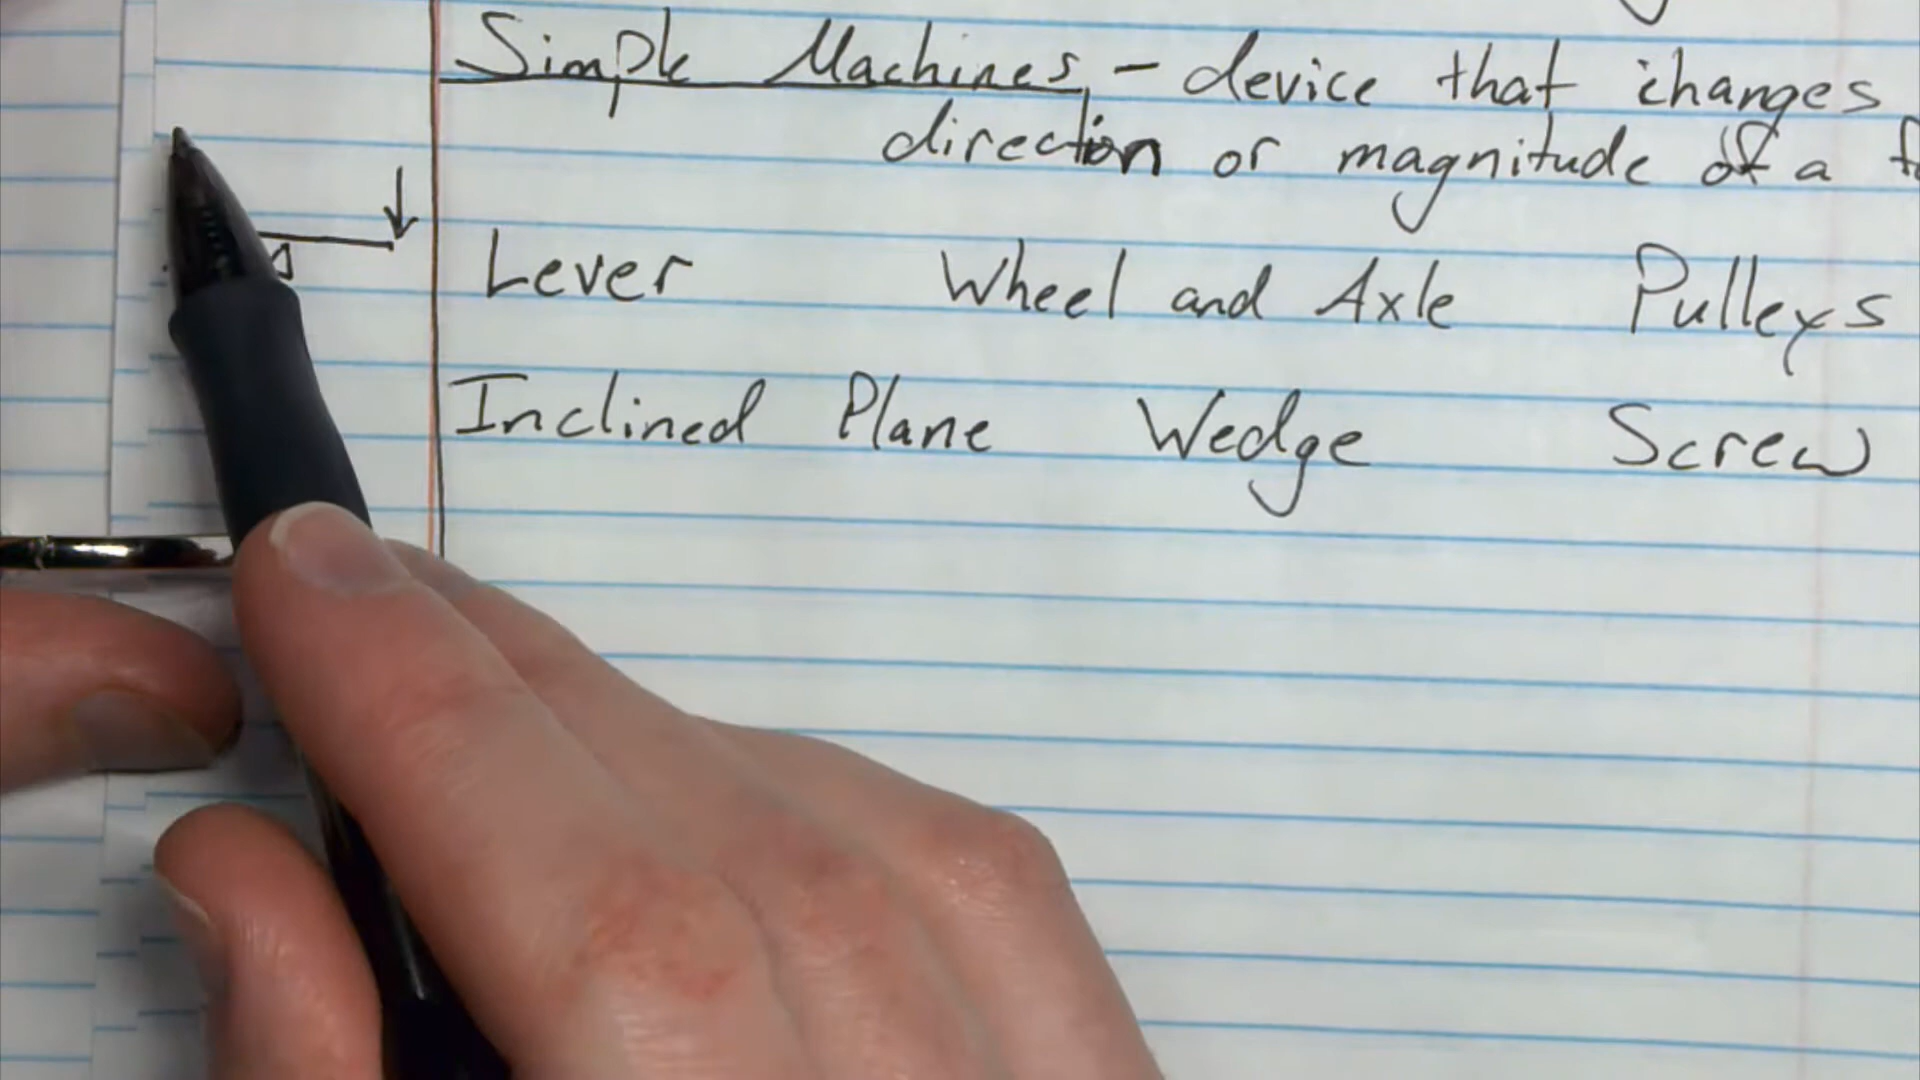 Simple Machines - device that changes
direction or magnitude of a
Lever Wheel and Axle Pulleys
Inclined Plane Wedge Screw